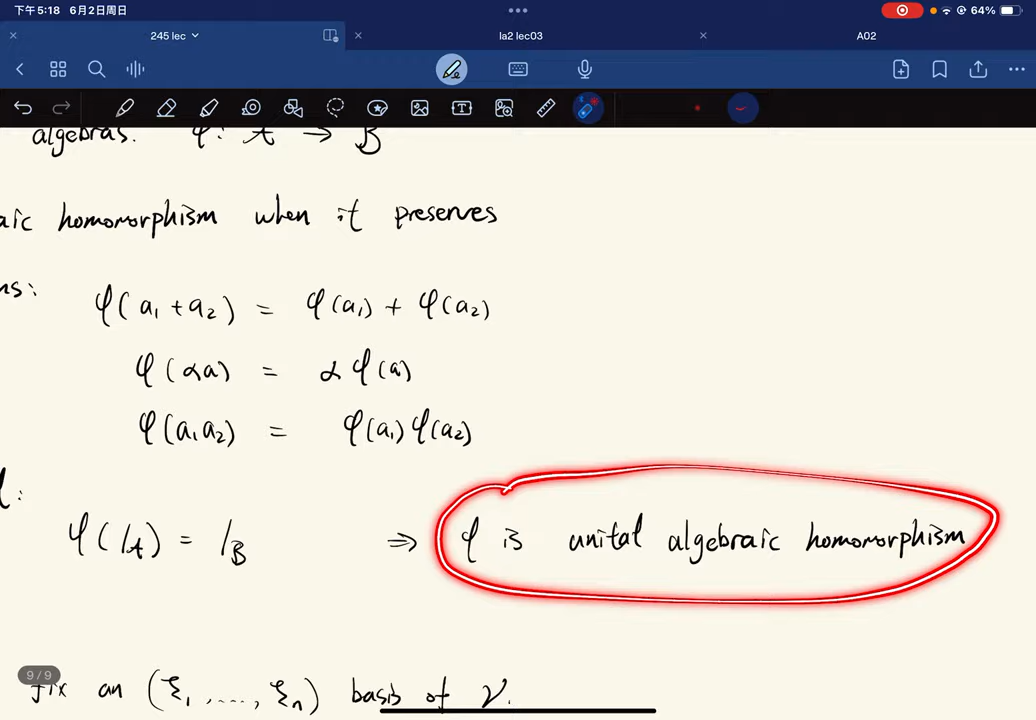 下午5:18 6月2日周日
64%
245 lec
la2 lec03
A02
algebras. φ: A → B
aic homomorphism when it preserves
ns:
φ(a₁ + a₂) = φ(a₁) + φ(a₂)
φ(αa) = αφ(a)
φ(a₁a₂) = φ(a₁)φ(a₂)
l:
φ(1_A) = 1_B ⇒ φ is unital algebraic homomorphism
9/9
fix an (ξ₁, ...., ξₙ) basis of V.